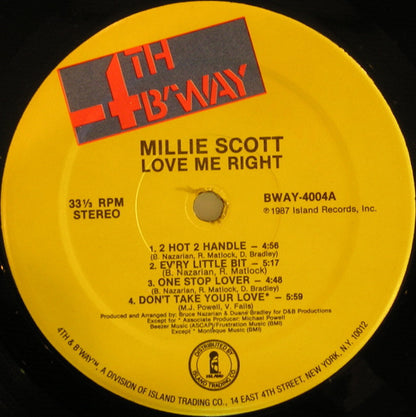 4TH
B'WAY
MILLIE SCOTT
LOVE ME RIGHT
33⅓ RPM
STEREO
BWAY-4004A
℗1987 Island Records, Inc.
1. 2 HOT 2 HANDLE – 4:56
(B. Nazarian, R. Matlock, D. Bradley)
2. EV'RY LITTLE BIT – 5:17
(B. Nazarian, R. Matlock)
3. ONE STOP LOVER – 4:48
(B. Nazarian, R. Matlock, D. Bradley)
4. DON'T TAKE YOUR LOVE* – 5:59
(M.J. Powell, V. Falls)
Produced and Arranged by: Bruce Nazarian & Duane Bradley for D&B Productions
Except for * Associate Producer: Michael Powell
Beezer Music (ASCAP)/Frustration Music (BMI)
Except * Monteque Music (BMI)
DISTRIBUTED BY
ISLAND
ISLAND TRADING CO.
4TH & B'WAY™, A DIVISION OF ISLAND TRADING CO., 14 EAST 4TH STREET, NEW YORK, N.Y. 10012